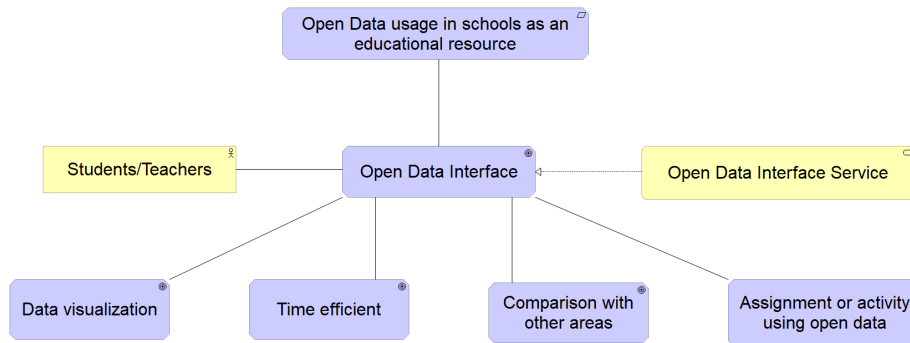 Open Data usage in schools as an
educational resource
Students/Teachers
Open Data Interface
Open Data Interface Service
Data visualization
Time efficient
Comparison with
other areas
Assignment or activity
using open data